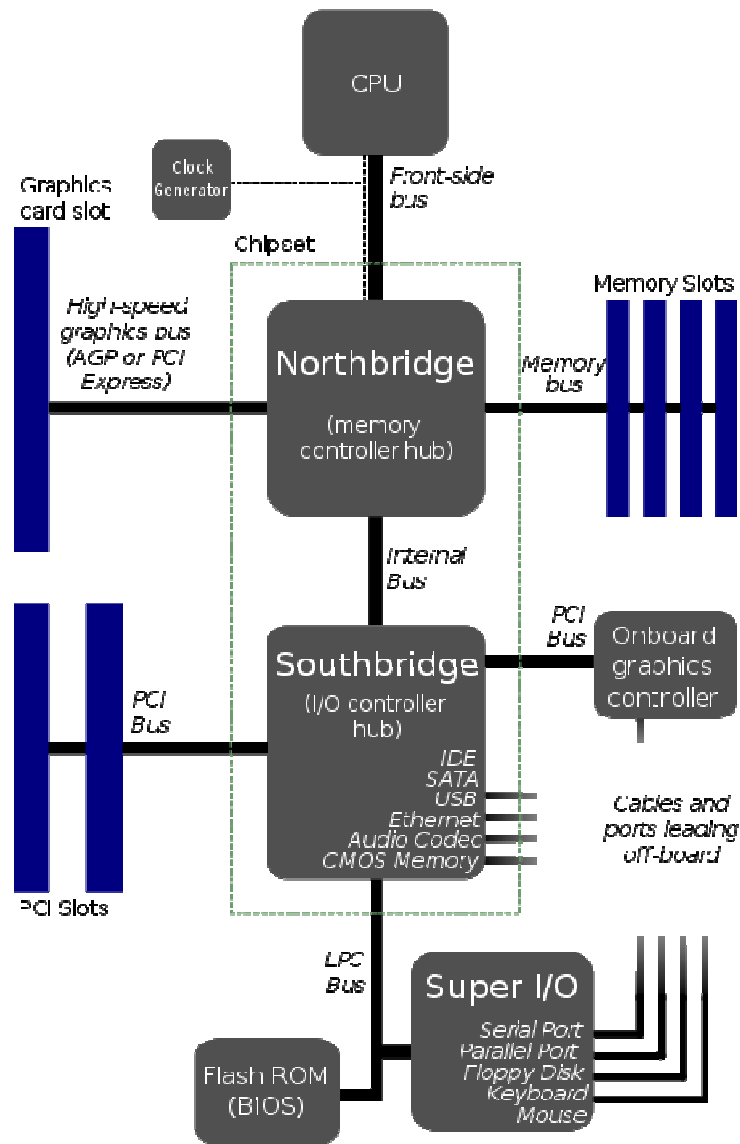 CPU
Clock
Generator
Front-side
bus
Graphics
card slot
Chipset
High-speed
graphics bus
(AGP or PCI
Express)
Northbridge
(memory
controller hub)
Memory Slots
Memory
bus
Internal
Bus
PCI
Bus
Onboard
graphics
controller
Southbridge
(I/O controller
hub)
PCI
Bus
IDE
SATA
USB
Ethernet
Audio Codec
CMOS Memory
Cables and
ports leading
off-board
PCI Slots
LPC
Bus
Super I/O
Serial Port
Parallel Port
Floppy Disk
Keyboard
Mouse
Flash ROM
(BIOS)